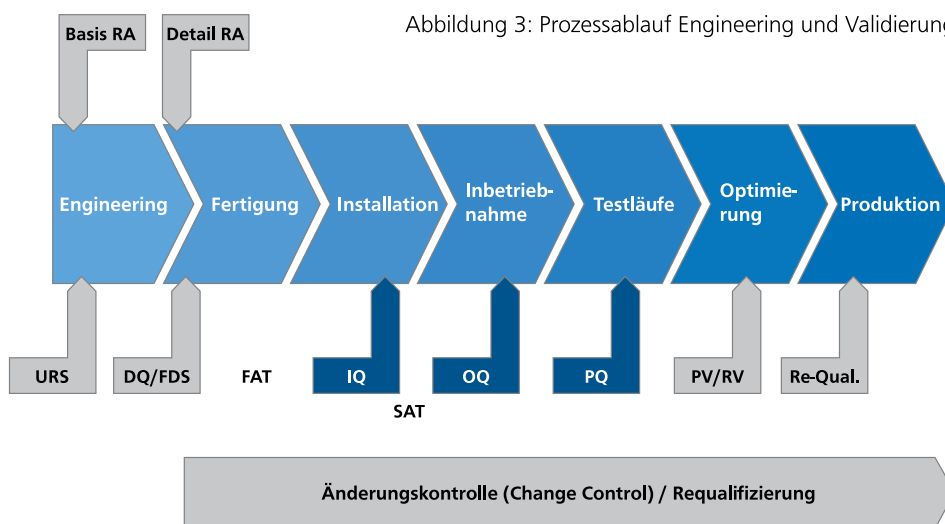 Abbildung 3: Prozessablauf Engineering und Validierung
Basis RA
Detail RA
Engineering
Fertigung
Installation
Inbetrieb-
nahme
Testläufe
Optimie-
rung
Produktion
URS
DQ/FDS
FAT
IQ
SAT
OQ
PQ
PV/RV
Re-Qual.
Änderungskontrolle (Change Control) / Requalifizierung